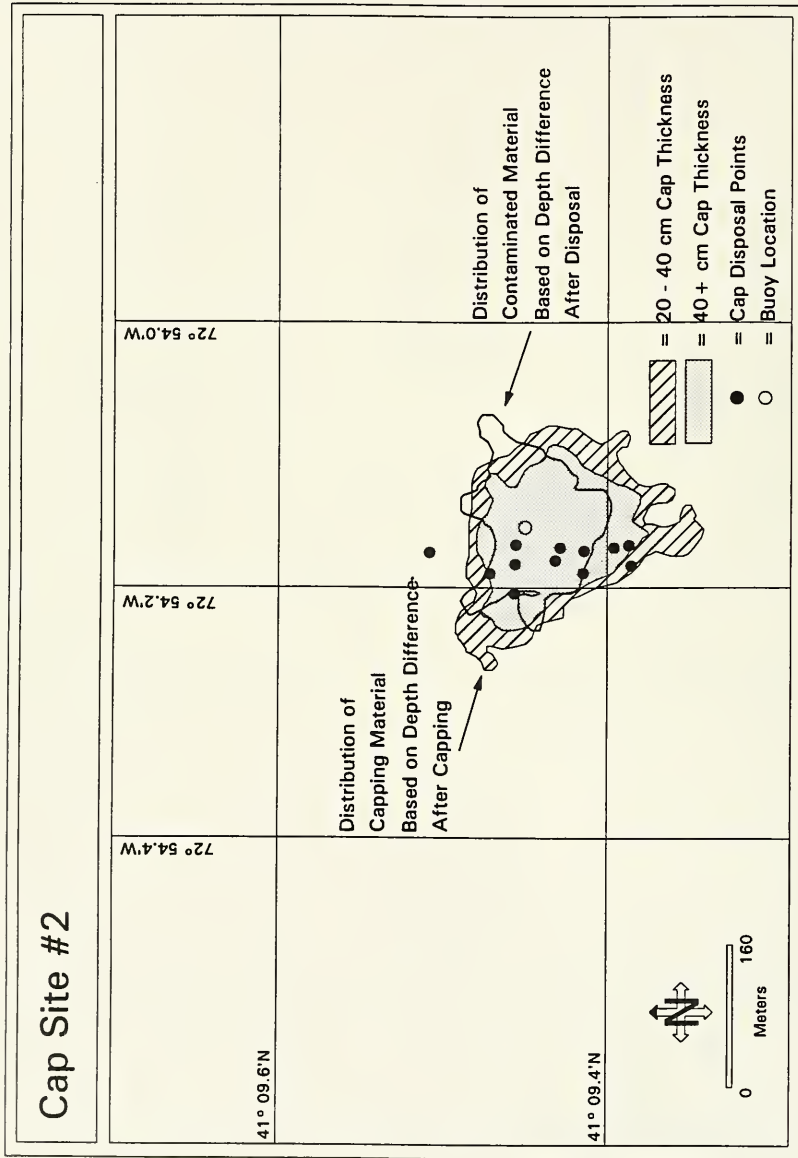 Cap Site #2
72° 54.4'W
72° 54.2'W
72° 54.0'W
41° 09.6'N
41° 09.4'N
Distribution of
Capping Material
Based on Depth Difference
After Capping
Distribution of
Contaminated Material
Based on Depth Difference
After Disposal
= 20 - 40 cm Cap Thickness
= 40+ cm Cap Thickness
= Cap Disposal Points
= Buoy Location
N
0
160
Meters